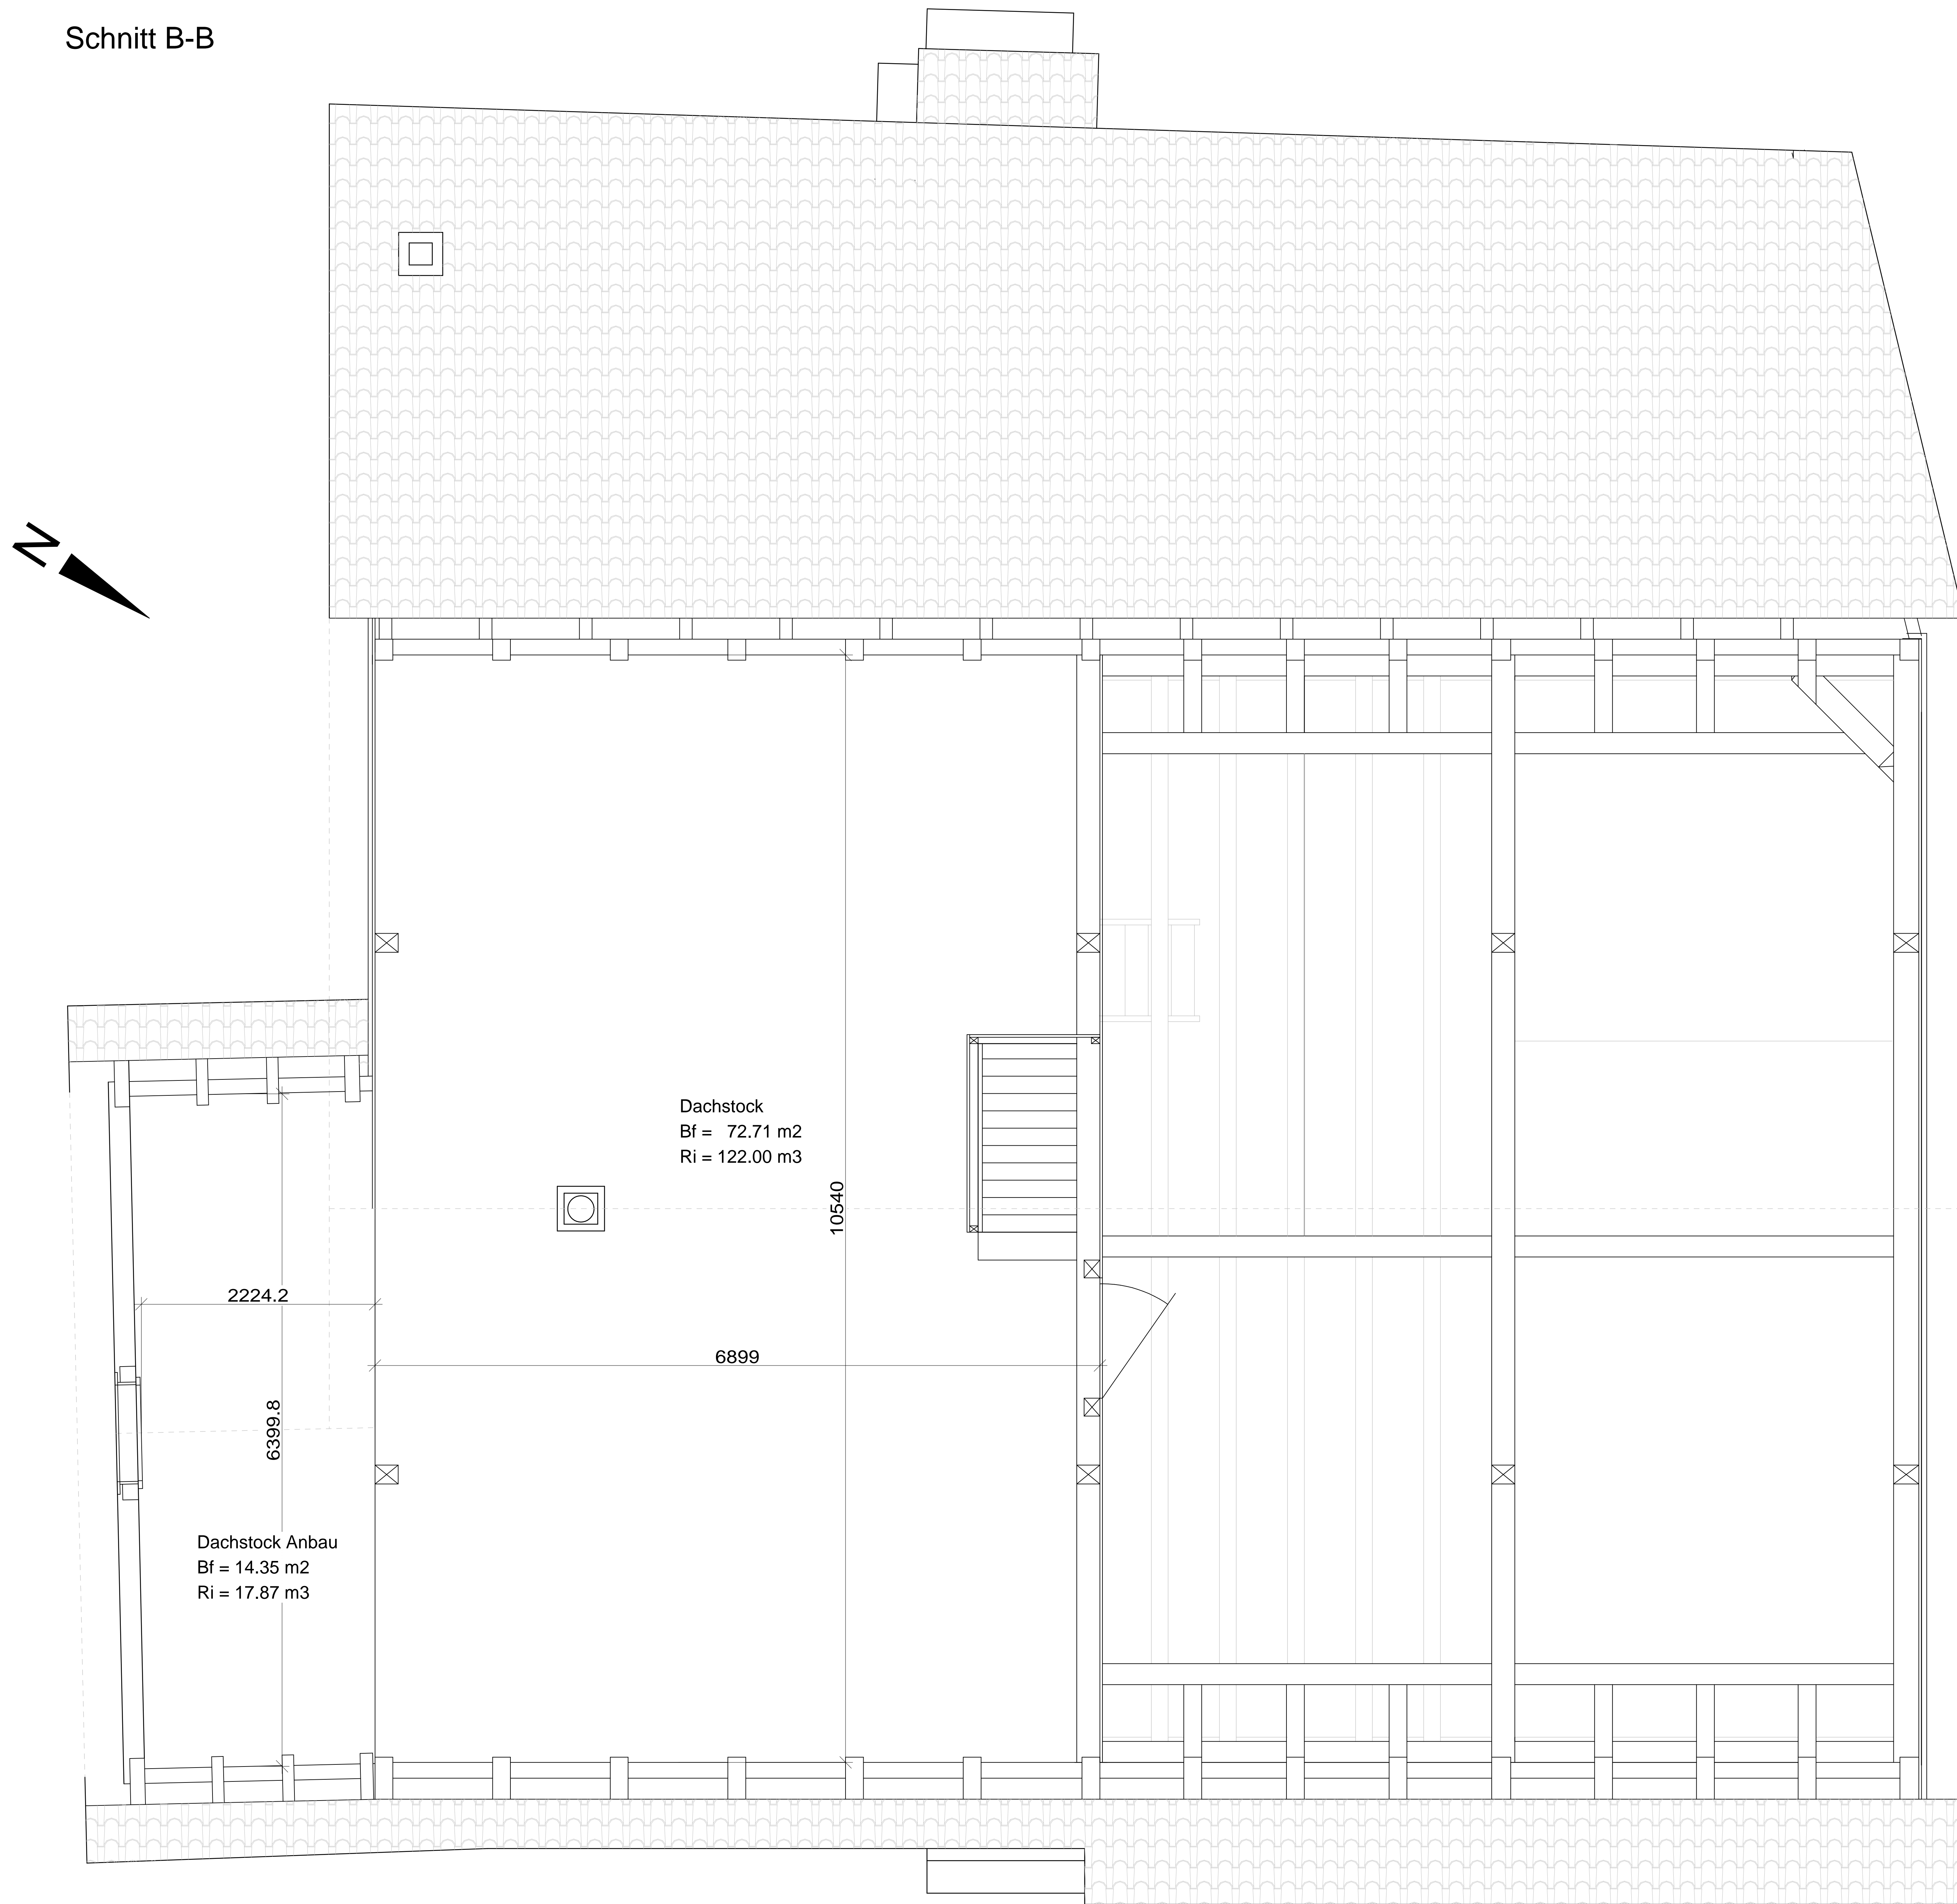 Schnitt B-B
N
Dachstock
Bf = 72.71 m2
Ri = 122.00 m3
10540
2224.2
6899
6399.8
Dachstock Anbau
Bf = 14.35 m2
Ri = 17.87 m3